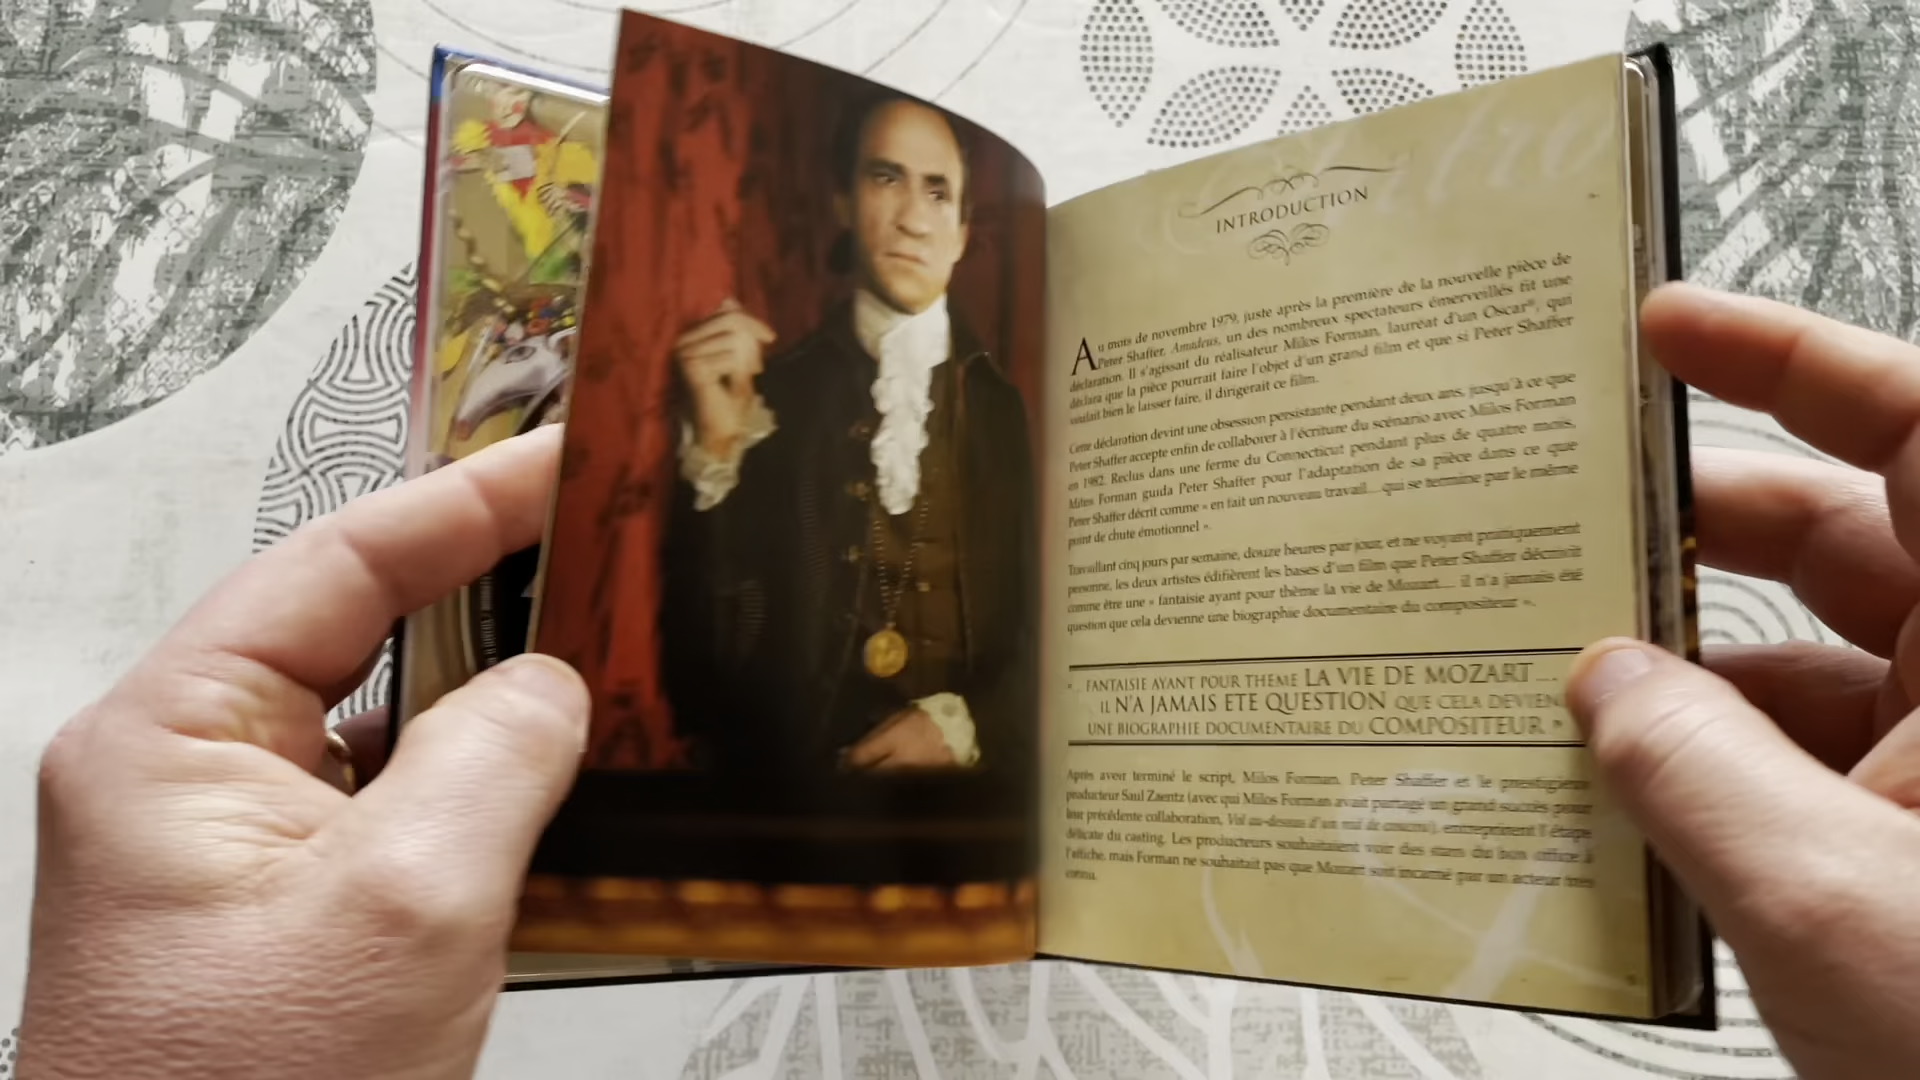 INTRODUCTION
Au mois de novembre 1979, juste après la première de la nouvelle pièce de
Peter Shaffer, Amadeus, un des nombreux spectateurs émerveillés fit une
déclaration. Il s'agissait du réalisateur Milos Forman, lauréat d'un Oscar®, qui
déclara que la pièce pourrait faire l'objet d'un grand film et que si Peter Shaffer
voulait bien le laisser faire, il dirigerait ce film.
Cette déclaration devint une obsession persistante pendant deux ans, jusqu'à ce que
Peter Shaffer accepte enfin de collaborer à l'écriture du scénario avec Milos Forman
en 1982. Reclus dans une ferme du Connecticut pendant plus de quatre mois,
Milos Forman guida Peter Shaffer pour l'adaptation de sa pièce dans ce que
Peter Shaffer décrit comme « en fait un nouveau travail... qui se termine par le même
point de chute émotionnel ».
Travaillant cinq jours par semaine, douze heures par jour, et ne voyant pratiquement
personne, les deux artistes édifièrent les bases d'un film que Peter Shaffer décrivit
comme être une « fantaisie ayant pour thème la vie de Mozart.... il n'a jamais été
question que cela devienne une biographie documentaire du compositeur ».
« FANTAISIE AYANT POUR THEME LA VIE DE MOZART ....
IL N'A JAMAIS ETE QUESTION QUE CELA DEVIEN
UNE BIOGRAPHIE DOCUMENTAIRE DU COMPOSITEUR »
Après avoir terminé le script, Milos Forman, Peter Shaffer et le prestigieux
producteur Saul Zaentz (avec qui Milos Forman avait partagé un grand succès pour
leur précédente collaboration, Vol au-dessus d'un nid de coucou), entreprirent l'étape
délicate du casting. Les producteurs souhaitaient voir des stars du box office à
l'affiche, mais Forman ne souhaitait pas que Mozart soit incarné par un acteur très
connu.